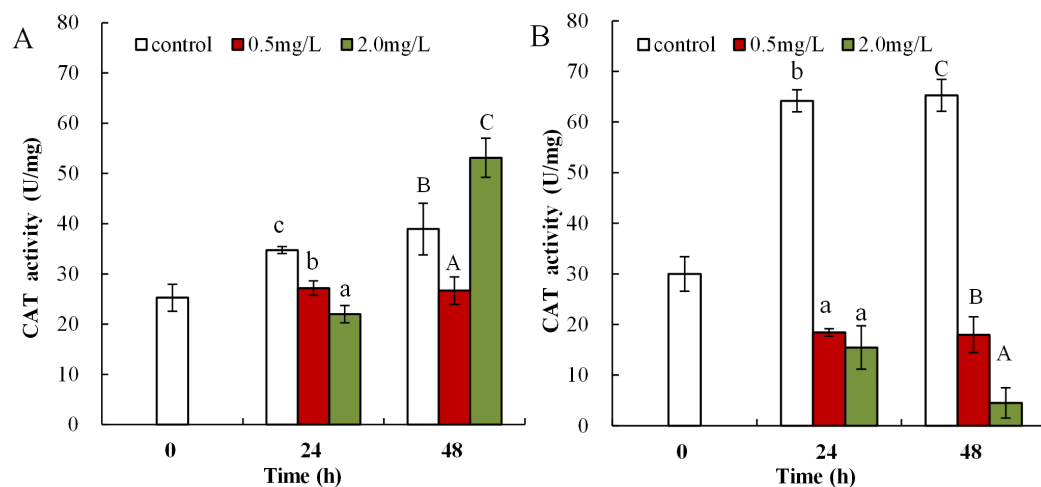 A
control 0.5mg/L 2.0mg/L
CAT activity (U/mg)
80
70
60
50
40
30
20
10
0
c
b
a
B
A
C
0 24 48
Time (h)
B
control 0.5mg/L 2.0mg/L
CAT activity (U/mg)
80
70
60
50
40
30
20
10
0
b
a
a
C
B
A
0 24 48
Time (h)